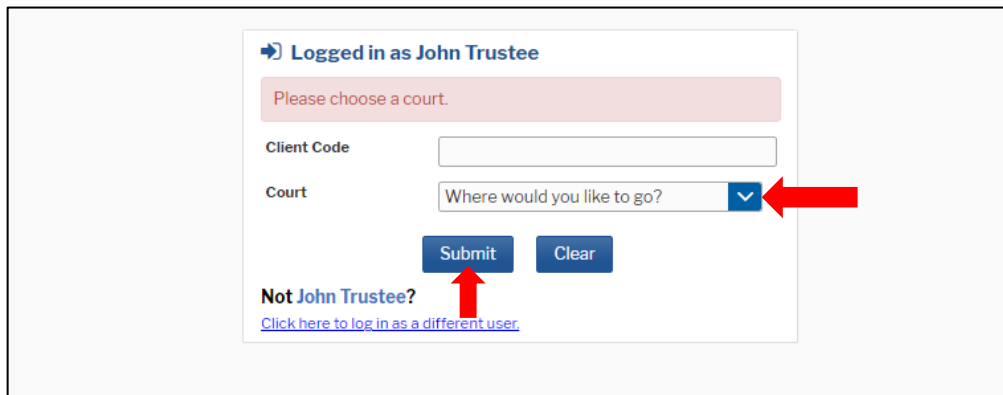 Logged in as John Trustee
Please choose a court.
Client Code
Court Where would you like to go?
Submit Clear
Not John Trustee?
Click here to log in as a different user.